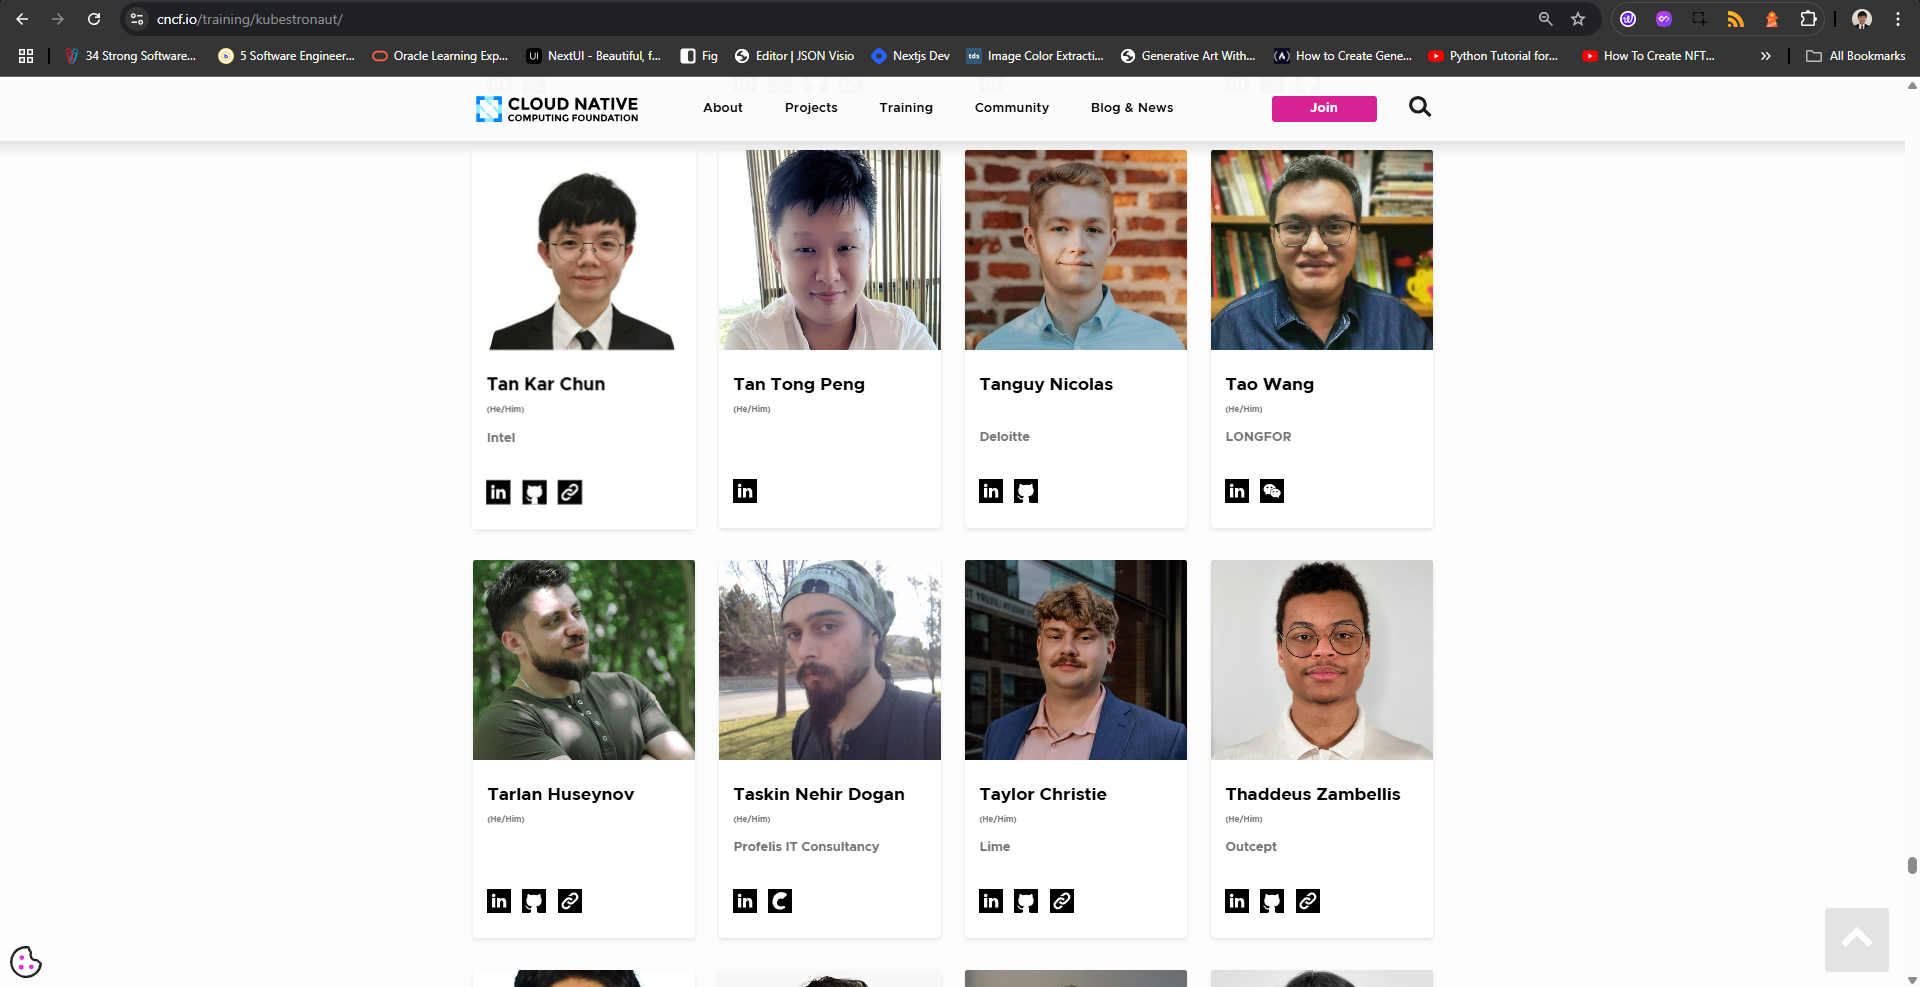 cncf.io/training/kubestronaut/
34 Strong Software...
5 Software Engineer...
Oracle Learning Exp...
NextUI - Beautiful, f...
Fig
Editor | JSON Visio
Nextjs Dev
Image Color Extracti...
Generative Art With...
How to Create Gene...
Python Tutorial for...
How To Create NFT...
All Bookmarks
CLOUD NATIVE
COMPUTING FOUNDATION
About
Projects
Training
Community
Blog & News
Join
Tan Kar Chun
(He/Him)
Intel
Tan Tong Peng
(He/Him)
Tanguy Nicolas
Deloitte
Tao Wang
(He/Him)
LONGFOR
Tarlan Huseynov
(He/Him)
Taskin Nehir Dogan
(He/Him)
Profelis IT Consultancy
Taylor Christie
(He/Him)
Lime
Thaddeus Zambellis
(He/Him)
Outcept